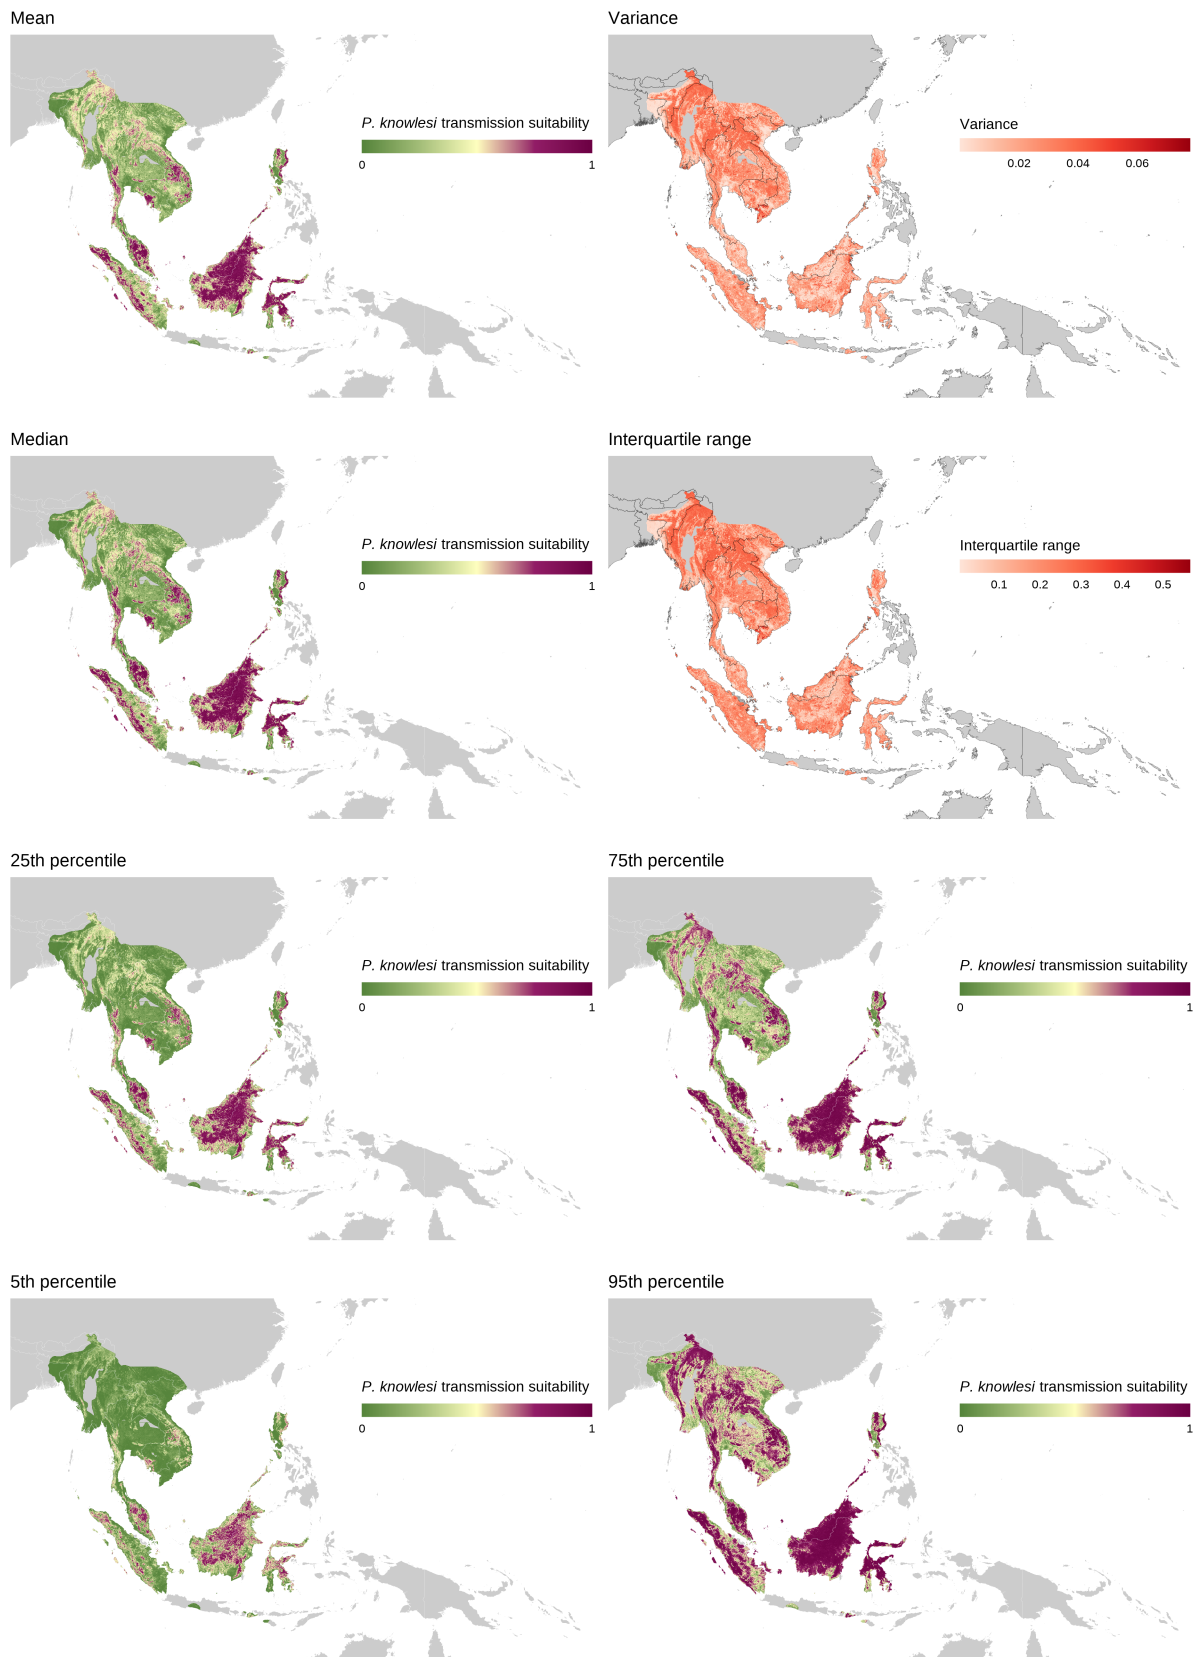 Mean
P. knowlesi transmission suitability
0 1
Variance
Variance
0.02 0.04 0.06
Median
P. knowlesi transmission suitability
0 1
Interquartile range
Interquartile range
0.1 0.2 0.3 0.4 0.5
25th percentile
P. knowlesi transmission suitability
0 1
75th percentile
P. knowlesi transmission suitability
0 1
5th percentile
P. knowlesi transmission suitability
0 1
95th percentile
P. knowlesi transmission suitability
0 1